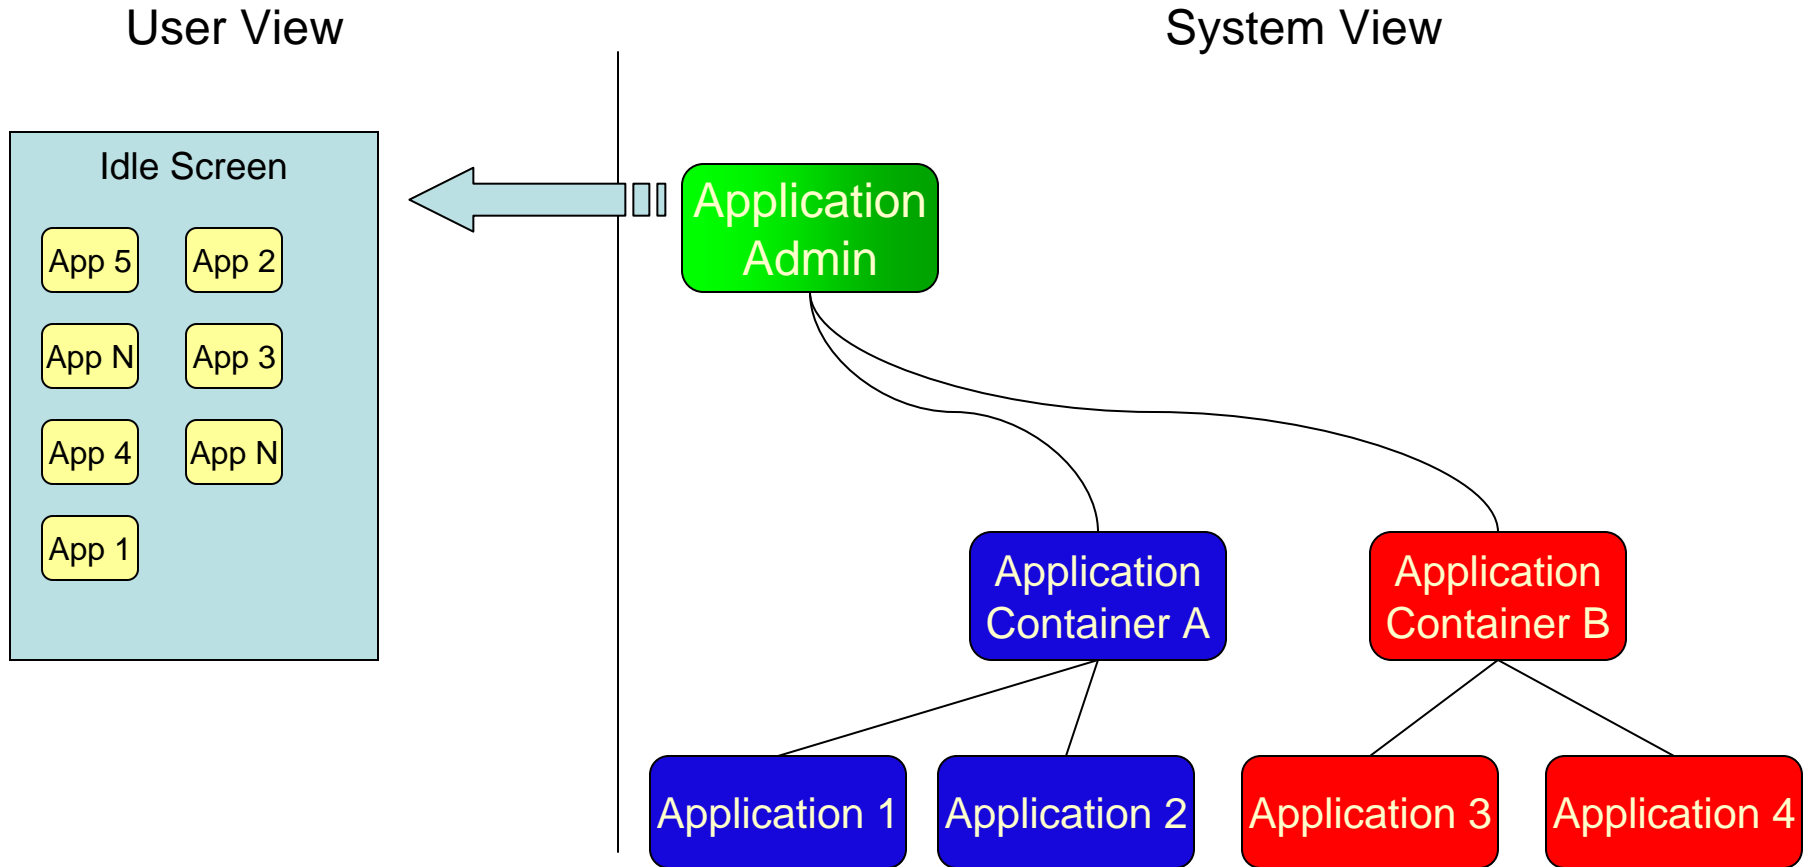 User View
System View
Idle Screen
App 5
App 2
App N
App 3
App 4
App N
App 1
Application
Admin
Application
Container A
Application
Container B
Application 1
Application 2
Application 3
Application 4